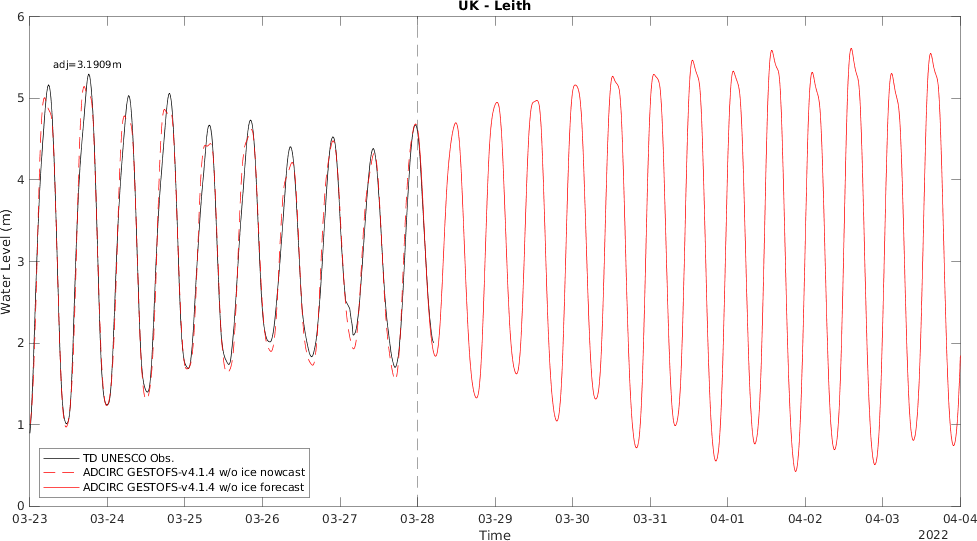 UK - Leith
6
adj=3.1909m
5
4
3
2
1
0
Water Level (m)
TD UNESCO Obs.
ADCIRC GESTOFS-v4.1.4 w/o ice nowcast
ADCIRC GESTOFS-v4.1.4 w/o ice forecast
03-23 03-24 03-25 03-26 03-27 03-28 03-29 03-30 03-31 04-01 04-02 04-03 04-04
Time
2022